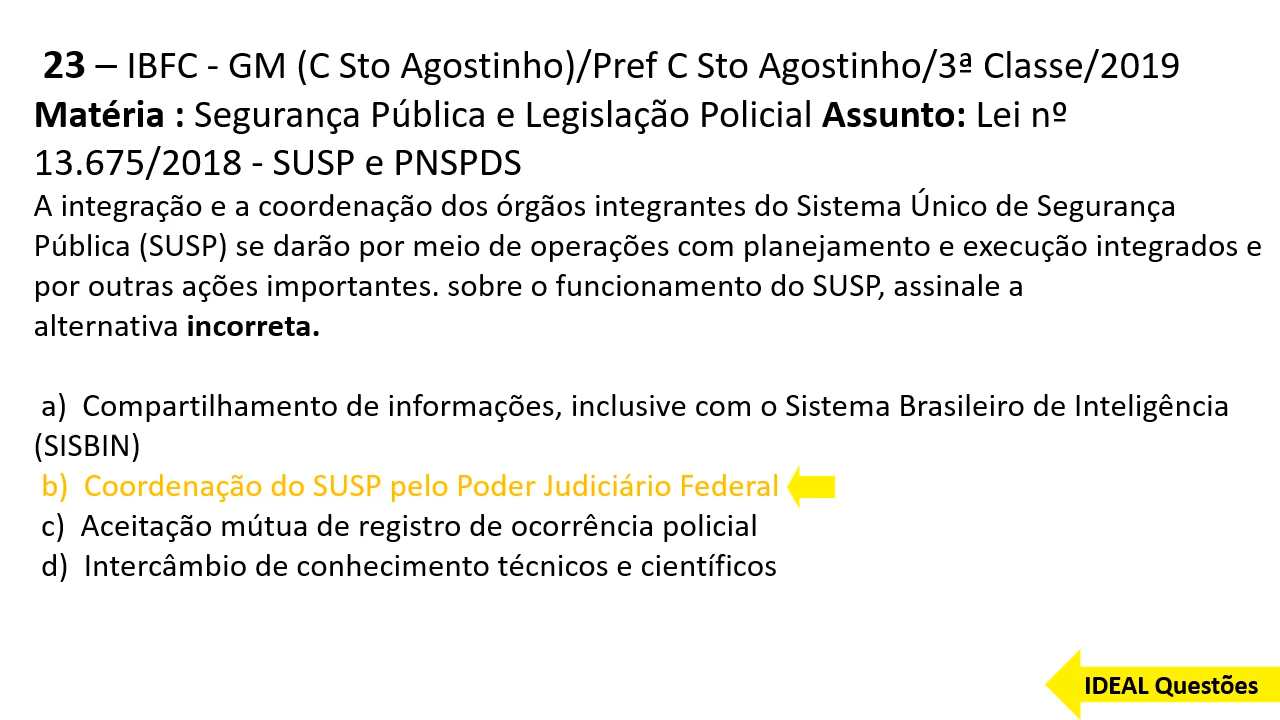 23 – IBFC - GM (C Sto Agostinho)/Pref C Sto Agostinho/3ª Classe/2019
Matéria : Segurança Pública e Legislação Policial Assunto: Lei nº
13.675/2018 - SUSP e PNSPDS
A integração e a coordenação dos órgãos integrantes do Sistema Único de Segurança
Pública (SUSP) se darão por meio de operações com planejamento e execução integrados e
por outras ações importantes. sobre o funcionamento do SUSP, assinale a
alternativa incorreta.
a) Compartilhamento de informações, inclusive com o Sistema Brasileiro de Inteligência
(SISBIN)
b) Coordenação do SUSP pelo Poder Judiciário Federal
c) Aceitação mútua de registro de ocorrência policial
d) Intercâmbio de conhecimento técnicos e científicos
IDEAL Questões